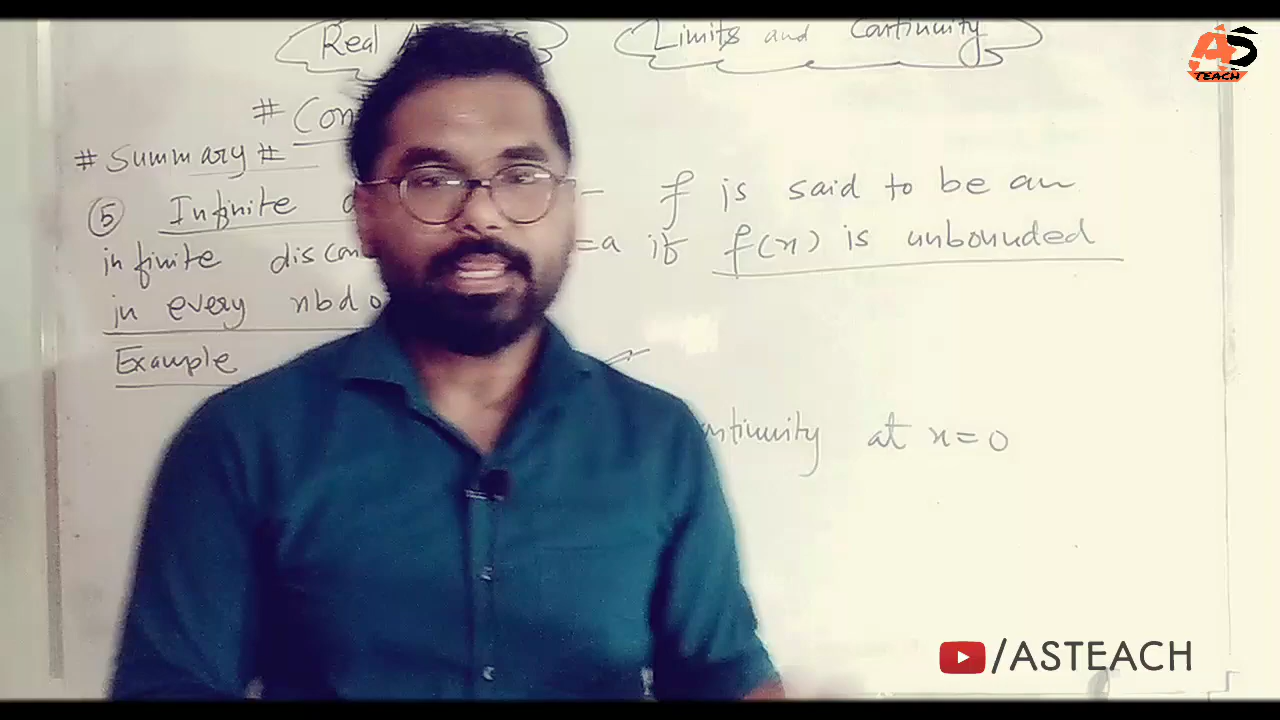 Real Limits and Continuity
AS
TEACH
# Con
# Summary #
⑤ Infinite d – f is said to be an
infinite discon =a if f(x) is unbounded
in every nbd o
Example
ntinuity at x=0
/ASTEACH